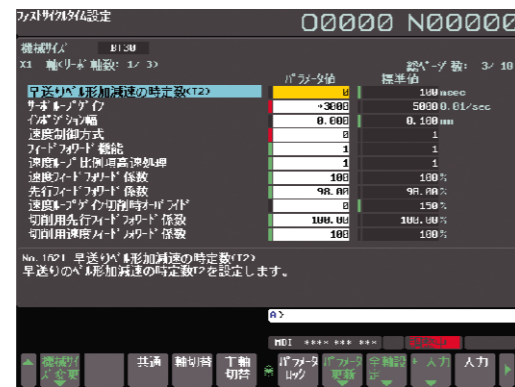 ファストサイクルタイム設定 O0000 N00000
機械サイズ BT30
X1 軸<リード軸数: 1/ 3> 総ページ数: 3/ 10
パラメータ値 標準値
早送りベル形加減速の時定数<T2> 0 100 msec
サーボループゲイン *3000 5000 0.01/sec
インポジション幅 0.000 0.100 mm
速度制御方式 0 1
フィードフォワード機能 1 1
速度ループ比例項高速処理 1 1
速度フィードフォワード係数 100 100 %
先行フィードフォワード係数 98.00 98.00 %
速度ループゲイン切削時オーバライド 0 150 %
切削用先行フィードフォワード係数 100.00 100.00 %
切削用速度フィードフォワード係数 100 100 %
No.1621 早送りベル形加減速の時定数<T2>
早送りのベル形加減速の時定数T2を設定します。
A>
MDI **** *** ***
機械サイズ変更 共通 軸切替 主軸切替 パラメータロック パラメータ更新 全軸設定 + 入力 入力